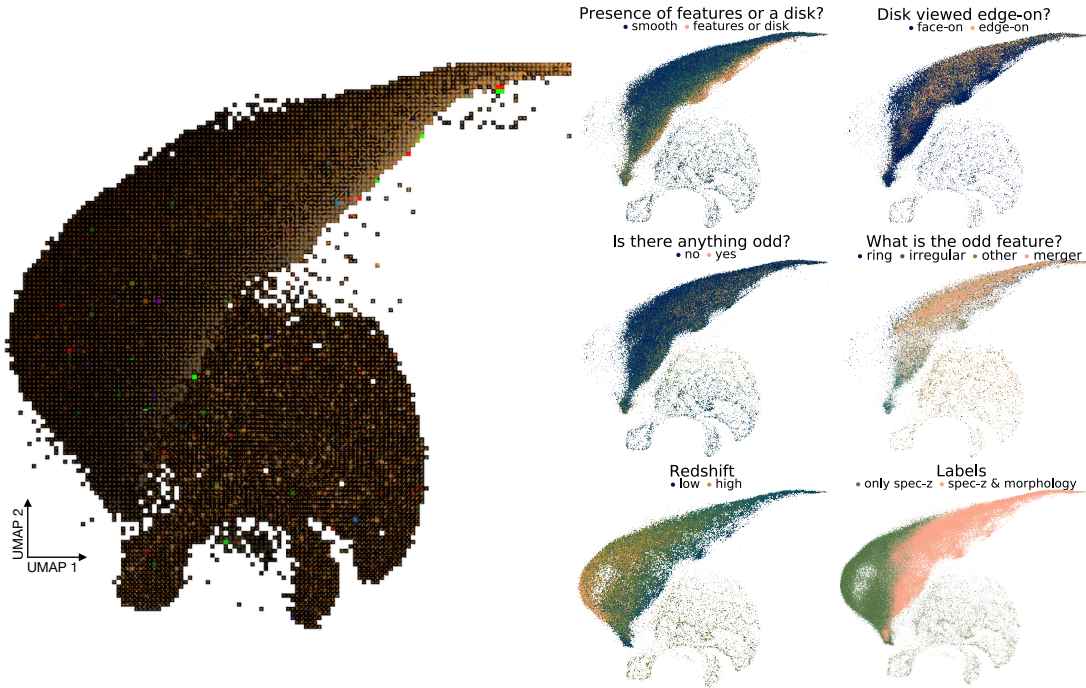 Presence of features or a disk?
smooth features or disk
Disk viewed edge-on?
face-on edge-on
Is there anything odd?
no yes
What is the odd feature?
ring irregular other merger
Redshift
low high
Labels
only spec-z spec-z & morphology
UMAP 2
UMAP 1